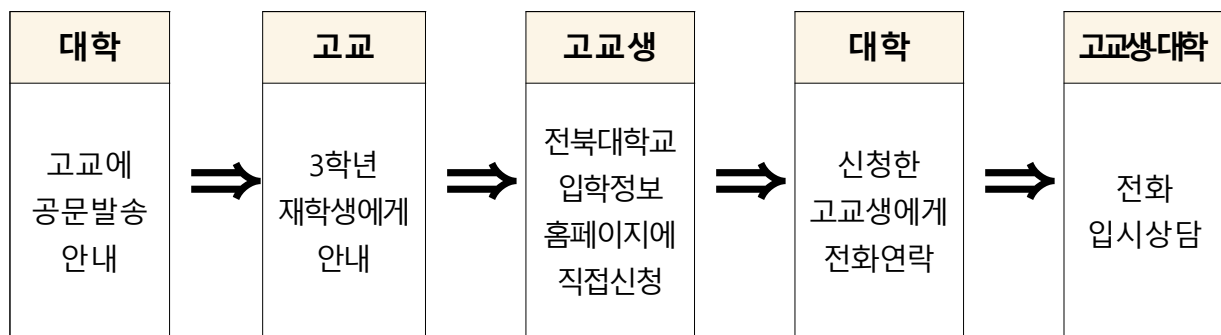 대학
고교에
공문발송
안내
⇒
고교
3학년
재학생에게
안내
⇒
고교생
전북대학교
입학정보
홈페이지에
직접신청
⇒
대학
신청한
고교생에게
전화연락
⇒
고교생-대학
전화
입시상담